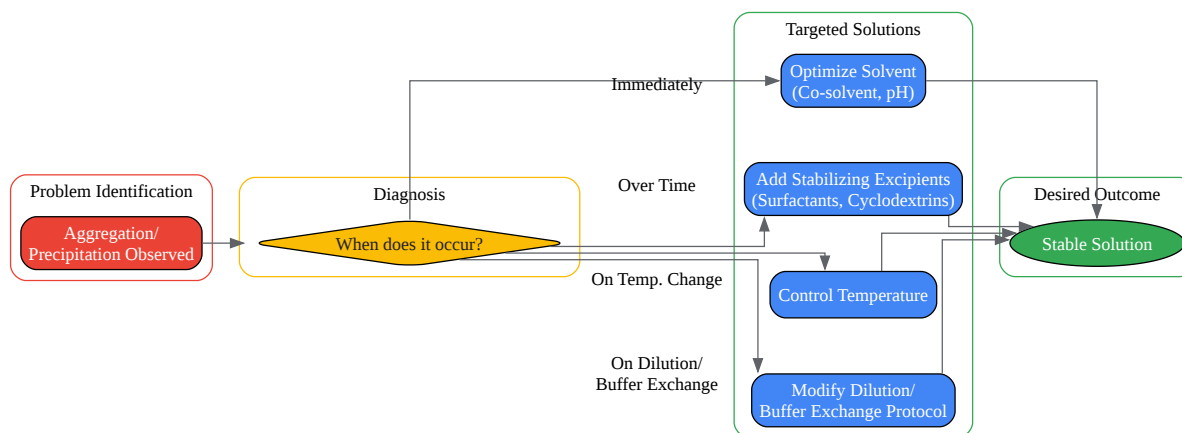 Problem Identification
Aggregation/
Precipitation Observed
Diagnosis
When does it occur?
Immediately
Over Time
On Temp. Change
On Dilution/
Buffer Exchange
Targeted Solutions
Optimize Solvent
(Co-solvent, pH)
Add Stabilizing Excipients
(Surfactants, Cyclodextrins)
Control Temperature
Modify Dilution/
Buffer Exchange Protocol
Desired Outcome
Stable Solution